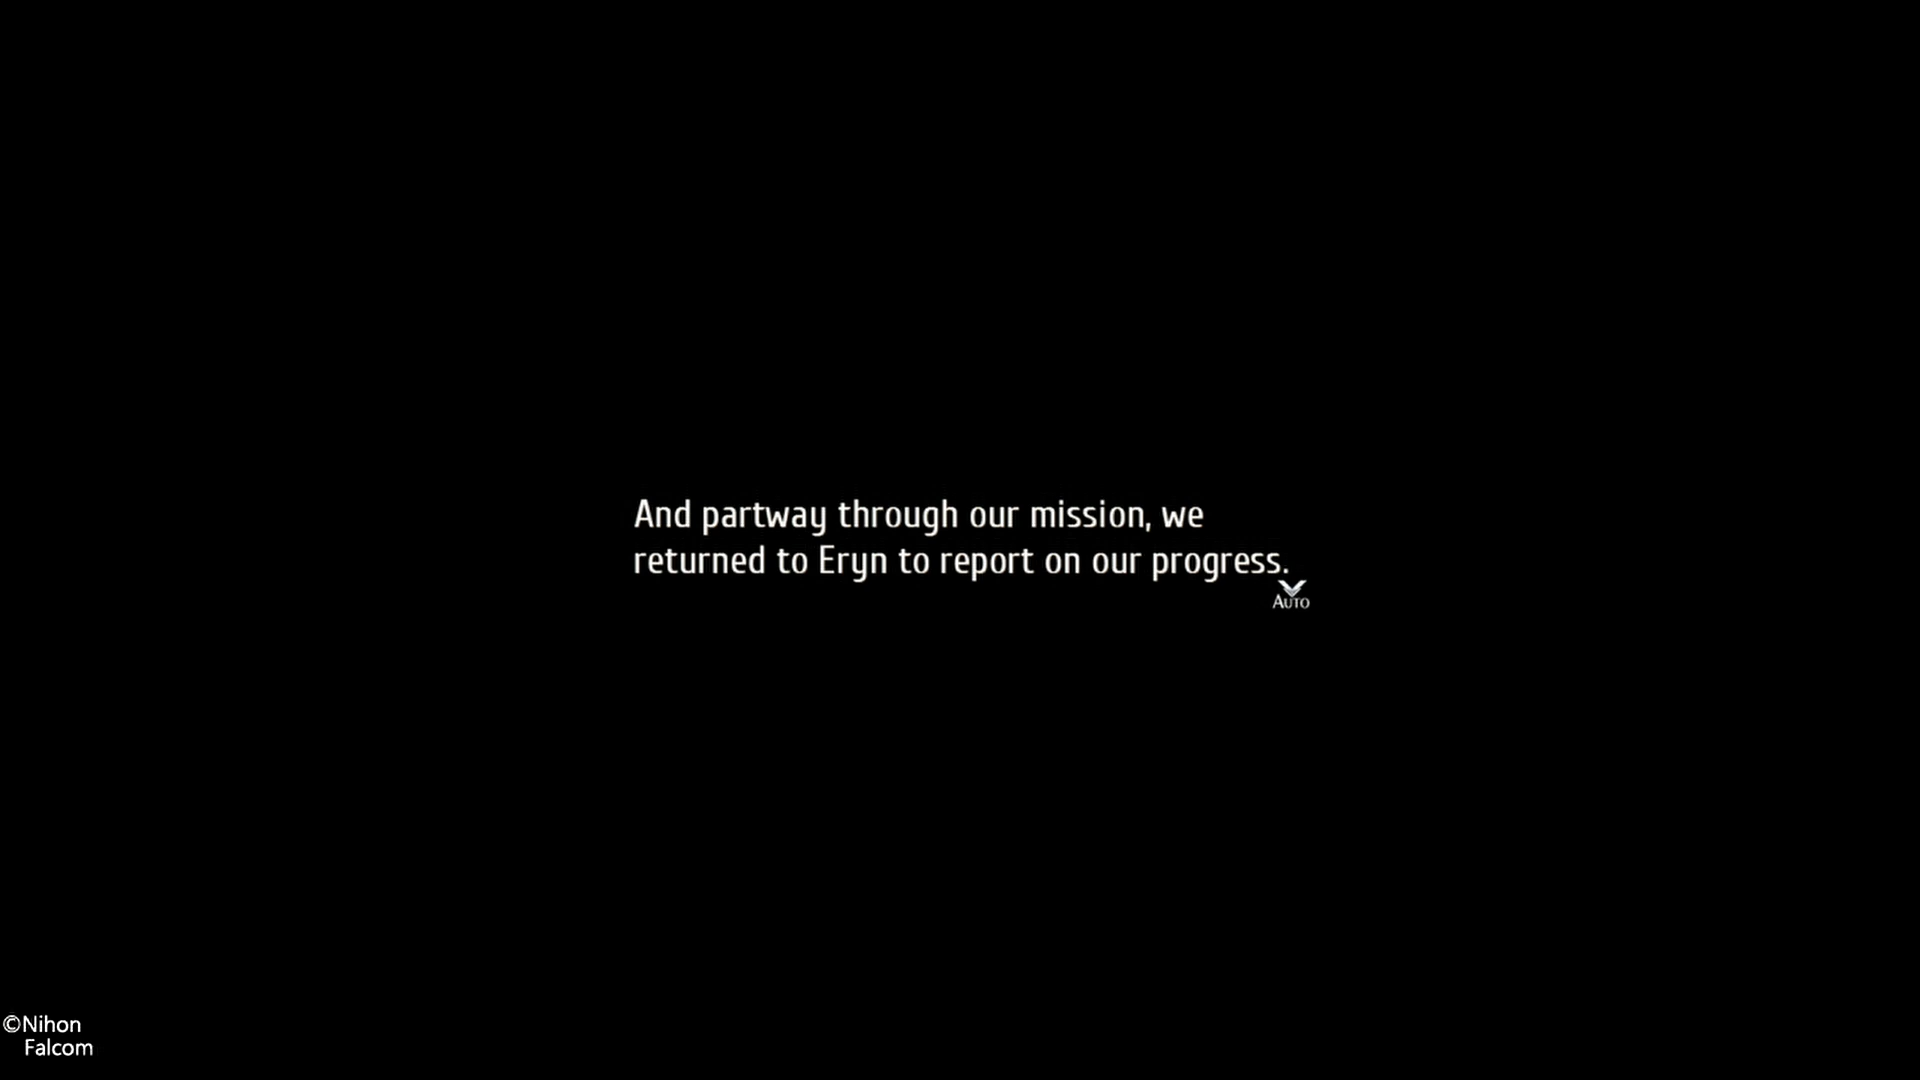 And partway through our mission, we
returned to Eryn to report on our progress.
AUTO
©Nihon
Falcom